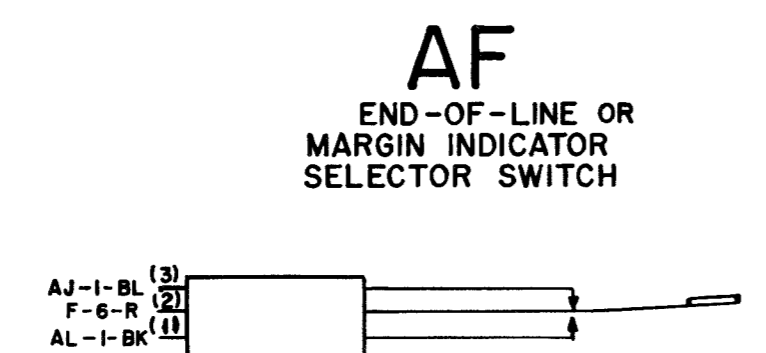 AF
END-OF-LINE OR
MARGIN INDICATOR
SELECTOR SWITCH
AJ-1-BL (3)
F-6-R (2)
AL-1-BK (1)